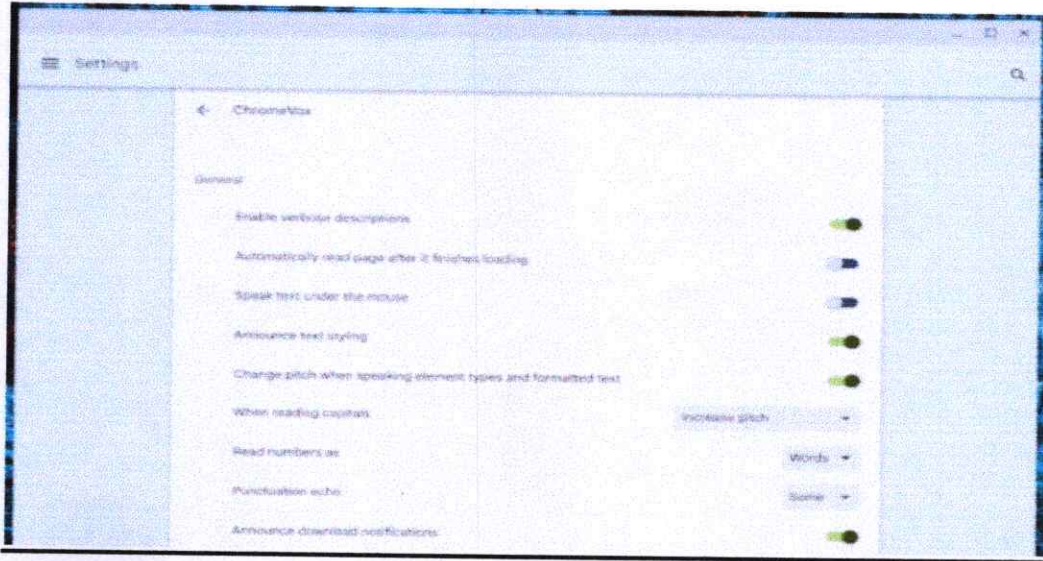 Settings
ChromeVox
General
Enable verbose descriptions
Automatically read page after it finishes loading
Speak text under the mouse
Announce text styling
Change pitch when speaking element types and formatted text
When reading capitals
Increase pitch
Read numbers as
Words
Punctuation echo
Some
Announce download notifications